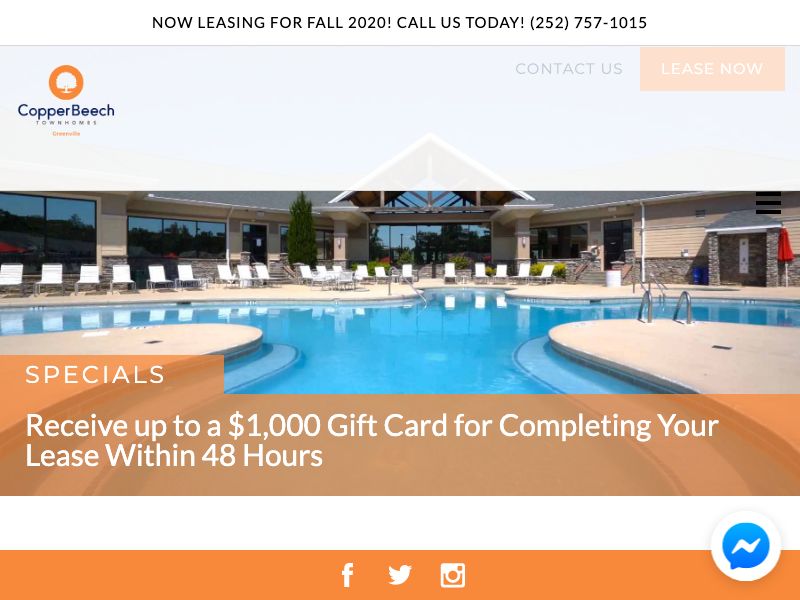 NOW LEASING FOR FALL 2020! CALL US TODAY! (252) 757-1015
CONTACT US
LEASE NOW
CopperBeech
TOWNHOMES
Greenville
SPECIALS
Receive up to a $1,000 Gift Card for Completing Your
Lease Within 48 Hours